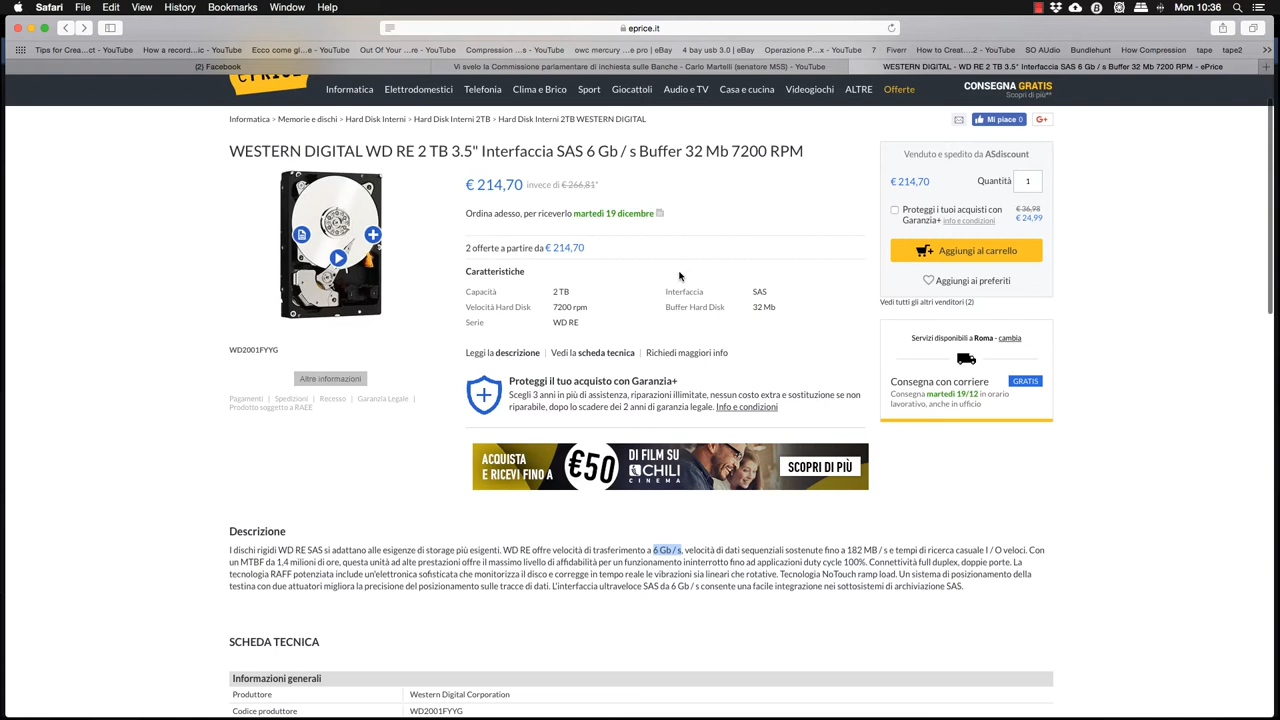 Safari File Edit View History Bookmarks Window Help
Mon 10:36
eprice.it
Tips for Crea...ct - YouTube How a record...ic - YouTube Ecco come gl...e - YouTube Out Of Your ...re - YouTube Compression ...s - YouTube owc mercury ...e pro | eBay 4 bay usb 3.0 | eBay Operazione P...x - YouTube 7 Fiverr How to Creat....2 - YouTube SO AUdio Bundlehunt How Compression tape tape2
(2) Facebook
Vi svelo la Commissione parlamentare di inchiesta sulle Banche - Carlo Martelli (senatore M5S) - YouTube
WESTERN DIGITAL - WD RE 2 TB 3.5" Interfaccia SAS 6 Gb / s Buffer 32 Mb 7200 RPM - ePrice
ePRICE
Informatica Elettrodomestici Telefonia Clima e Brico Sport Giocattoli Audio e TV Casa e cucina Videogiochi ALTRE Offerte
CONSEGNA GRATIS
Scopri di più**
Informatica > Memorie e dischi > Hard Disk Interni > Hard Disk Interni 2TB > Hard Disk Interni 2TB WESTERN DIGITAL
Mi piace 0
G+
WESTERN DIGITAL WD RE 2 TB 3.5" Interfaccia SAS 6 Gb / s Buffer 32 Mb 7200 RPM
€ 214,70 invece di € 266,81*
Ordina adesso, per riceverlo martedì 19 dicembre
2 offerte a partire da € 214,70
Caratteristiche
Capacità 2 TB Interfaccia SAS
Velocità Hard Disk 7200 rpm Buffer Hard Disk 32 Mb
Serie WD RE
WD2001FYYG
Leggi la descrizione | Vedi la scheda tecnica | Richiedi maggiori info
Altre informazioni
Pagamenti | Spedizioni | Recesso | Garanzia Legale |
Prodotto soggetto a RAEE
Proteggi il tuo acquisto con Garanzia+
Scegli 3 anni in più di assistenza, riparazioni illimitate, nessun costo extra e sostituzione se non
riparabile, dopo lo scadere dei 2 anni di garanzia legale. Info e condizioni
Venduto e spedito da ASdiscount
€ 214,70 Quantità 1
Proteggi i tuoi acquisti con € 36,98
Garanzia+ info e condizioni € 24,99
Aggiungi al carrello
Aggiungi ai preferiti
Vedi tutti gli altri venditori (2)
Servizi disponibili a Roma - cambia
Consegna con corriere GRATIS
Consegna martedì 19/12 in orario
lavorativo, anche in ufficio
ACQUISTA
E RICEVI FINO A
€50
DI FILM SU
CHILI
CINEMA
SCOPRI DI PIÙ
Descrizione
I dischi rigidi WD RE SAS si adattano alle esigenze di storage più esigenti. WD RE offre velocità di trasferimento a 6 Gb / s, velocità di dati sequenziali sostenute fino a 182 MB / s e tempi di ricerca casuale I / O veloci. Con
un MTBF da 1,4 milioni di ore, questa unità ad alte prestazioni offre il massimo livello di affidabilità per un funzionamento ininterrotto fino ad applicazioni duty cycle 100%. Connettività full duplex, doppie porte. La
tecnologia RAFF potenziata include un'elettronica sofisticata che monitorizza il disco e corregge in tempo reale le vibrazioni sia lineari che rotative. Tecnologia NoTouch ramp load. Un sistema di posizionamento della
testina con due attuatori migliora la precisione del posizionamento sulle tracce di dati. L'interfaccia ultraveloce SAS da 6 Gb / s consente una facile integrazione nei sottosistemi di archiviazione SAS.
SCHEDA TECNICA
Informazioni generali
Produttore Western Digital Corporation
Codice produttore WD2001FYYG